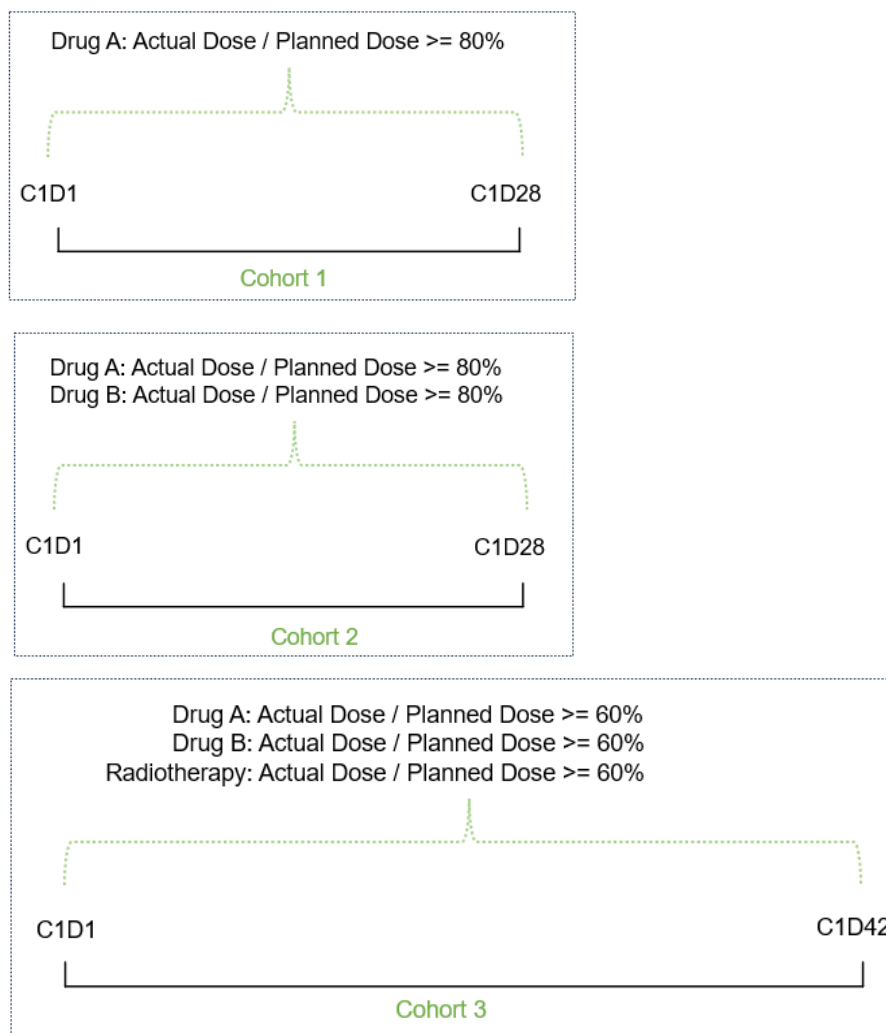 Drug A: Actual Dose / Planned Dose >= 80%
C1D1
C1D28
Cohort 1
Drug A: Actual Dose / Planned Dose >= 80%
Drug B: Actual Dose / Planned Dose >= 80%
C1D1
C1D28
Cohort 2
Drug A: Actual Dose / Planned Dose >= 60%
Drug B: Actual Dose / Planned Dose >= 60%
Radiotherapy: Actual Dose / Planned Dose >= 60%
C1D1
C1D42
Cohort 3